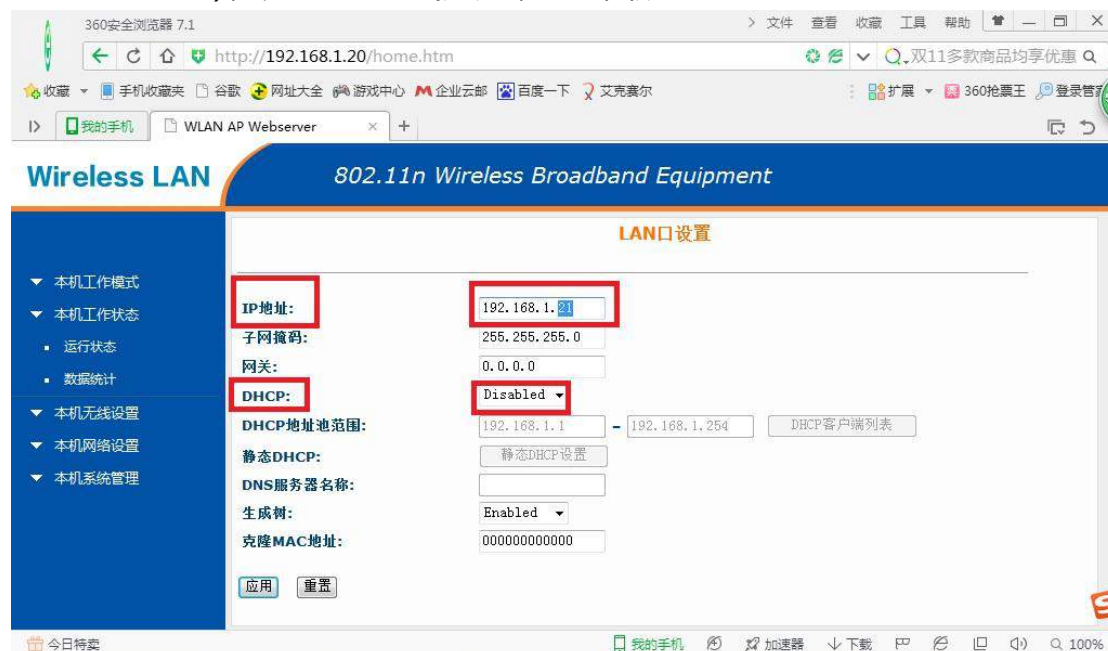 360安全浏览器 7.1 文件 查看 收藏 工具 帮助
http://192.168.1.20/home.htm 双11多款商品均享优惠
收藏 手机收藏夹 谷歌 网址大全 游戏中心 企业云邮 百度一下 艾克赛尔 扩展 360抢票王 登录管
我的手机 WLAN AP Webserver × +
Wireless LAN 802.11n Wireless Broadband Equipment
LAN口设置
本机工作模式
本机工作状态
运行状态
数据统计
本机无线设置
本机网络设置
本机系统管理
IP地址: 192.168.1.21
子网掩码: 255.255.255.0
网关: 0.0.0.0
DHCP: Disabled
DHCP地址池范围: 192.168.1.1 - 192.168.1.254 DHCP客户端列表
静态DHCP: 静态DHCP设置
DNS服务器名称:
生成树: Enabled
克隆MAC地址: 000000000000
应用 重置
今日特卖 我的手机 加速器 下载 100%